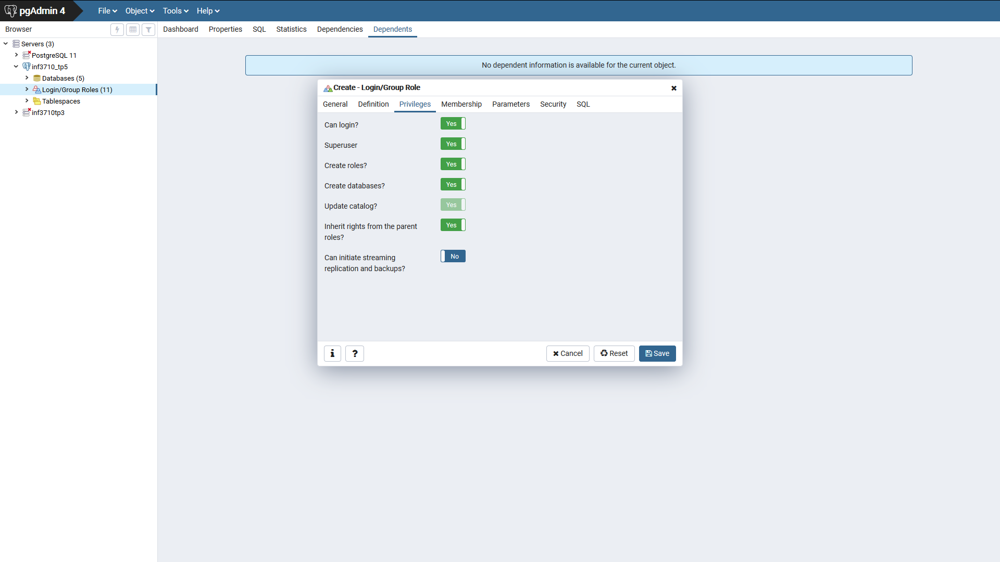 pgAdmin 4
File
Object
Tools
Help
Browser
Dashboard
Properties
SQL
Statistics
Dependencies
Dependents
Servers (3)
PostgreSQL 11
inf3710_tp5
Databases (5)
Login/Group Roles (11)
Tablespaces
inf3710tp3
No dependent information is available for the current object.
Create - Login/Group Role
General
Definition
Privileges
Membership
Parameters
Security
SQL
Can login?
Yes
Superuser
Yes
Create roles?
Yes
Create databases?
Yes
Update catalog?
Yes
Inherit rights from the parent
roles?
Yes
Can initiate streaming
replication and backups?
No
i
?
Cancel
Reset
Save